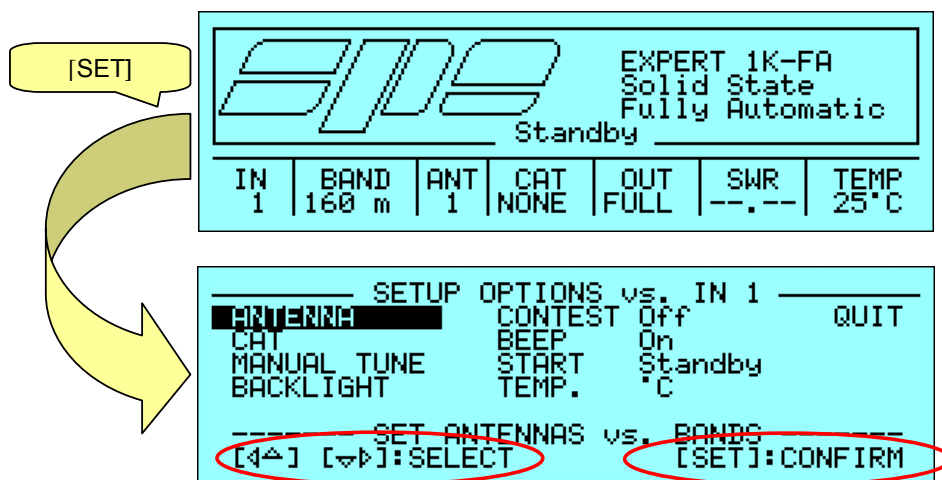 [SET]
spe
EXPERT 1K-FA
Solid State
Fully Automatic
Standby
IN BAND ANT CAT OUT SWR TEMP
1 160 m 1 NONE FULL --.-- 25°C
SETUP OPTIONS vs. IN 1
ANTENNA CONTEST Off QUIT
CAT BEEP On
MANUAL TUNE START Standby
BACKLIGHT TEMP. °C
------- SET ANTENNAS vs. BANDS -------
[◁△] [▽▷]:SELECT [SET]:CONFIRM